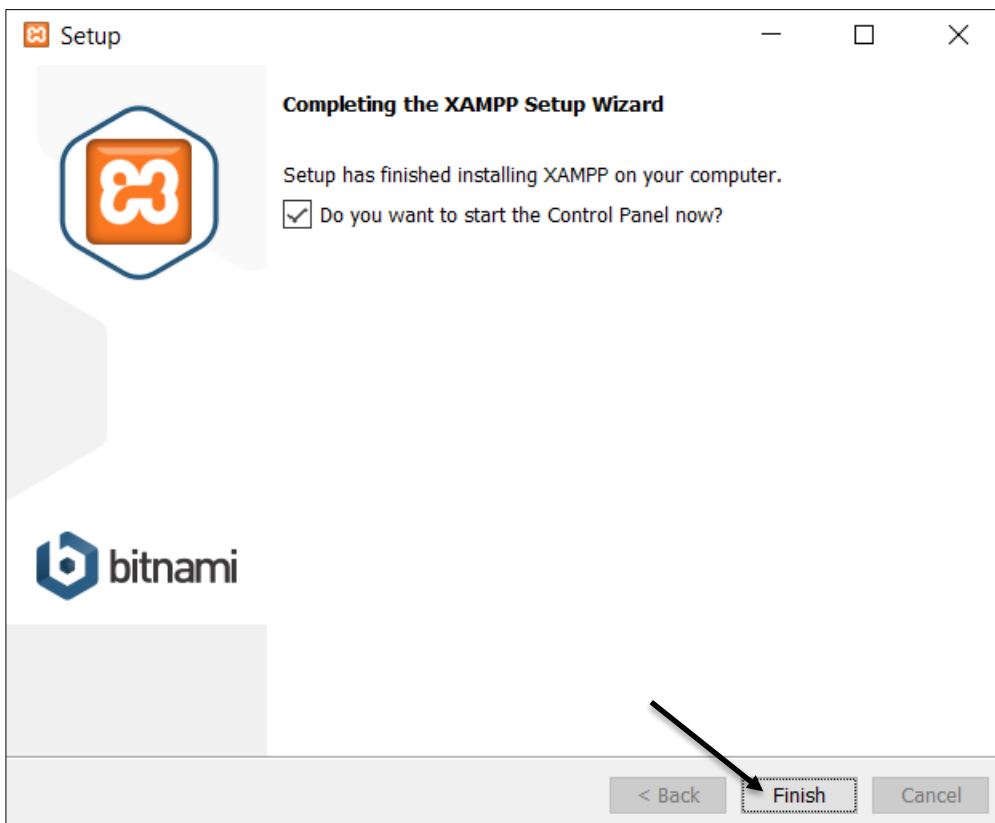 Setup
Completing the XAMPP Setup Wizard
Setup has finished installing XAMPP on your computer.
Do you want to start the Control Panel now?
bitnami
< Back
Finish
Cancel